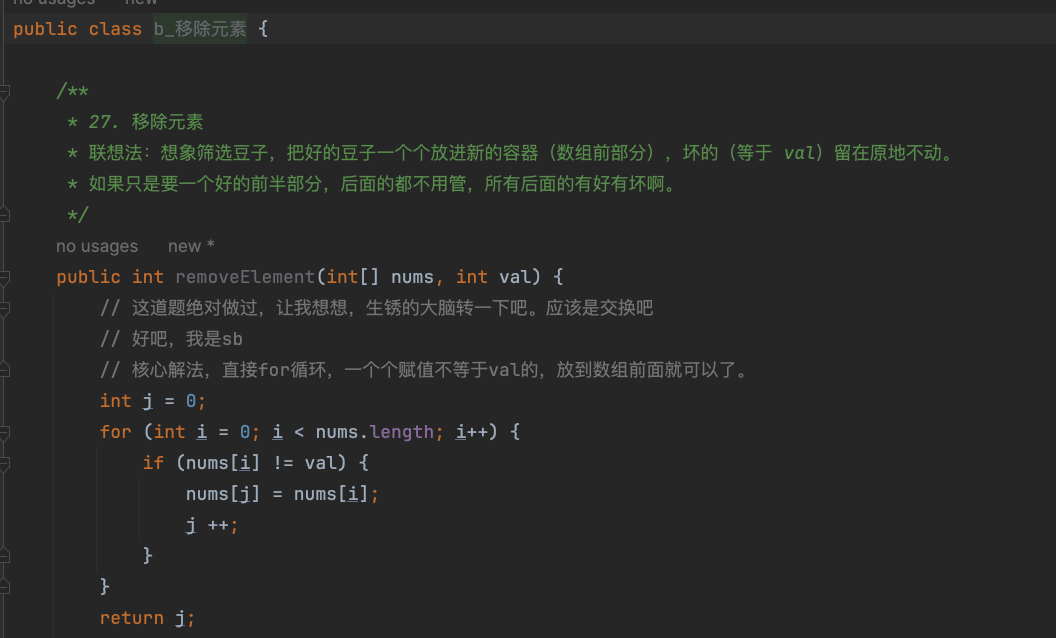 no usages new
public class b_移除元素 {
/**
* 27. 移除元素
* 联想法：想象筛选豆子，把好的豆子一个个放进新的容器（数组前部分），坏的（等于 val）留在原地不动。
* 如果只是要一个好的前半部分，后面的都不用管，所有后面的有好有坏啊。
*/
no usages new *
public int removeElement(int[] nums, int val) {
// 这道题绝对做过，让我想想，生锈的大脑转一下吧。应该是交换吧
// 好吧，我是sb
// 核心解法，直接for循环，一个个赋值不等于val的，放到数组前面就可以了。
int j = 0;
for (int i = 0; i < nums.length; i++) {
if (nums[i] != val) {
nums[j] = nums[i];
j ++;
}
}
return j;